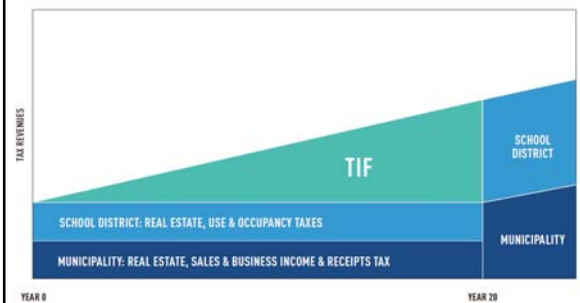 TAX REVENUES
TIF
SCHOOL
DISTRICT
SCHOOL DISTRICT: REAL ESTATE, USE & OCCUPANCY TAXES
MUNICIPALITY
MUNICIPALITY: REAL ESTATE, SALES & BUSINESS INCOME & RECEIPTS TAX
YEAR 0
YEAR 20